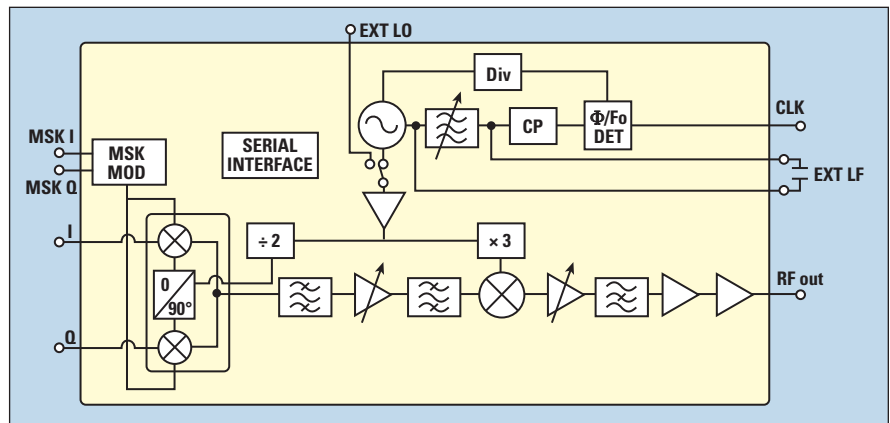 EXT LO
Div
CLK
CP
Φ/Fo
DET
MSK I
MSK
MOD
MSK Q
SERIAL
INTERFACE
EXT LF
I
÷ 2
× 3
0
90°
RF out
Q